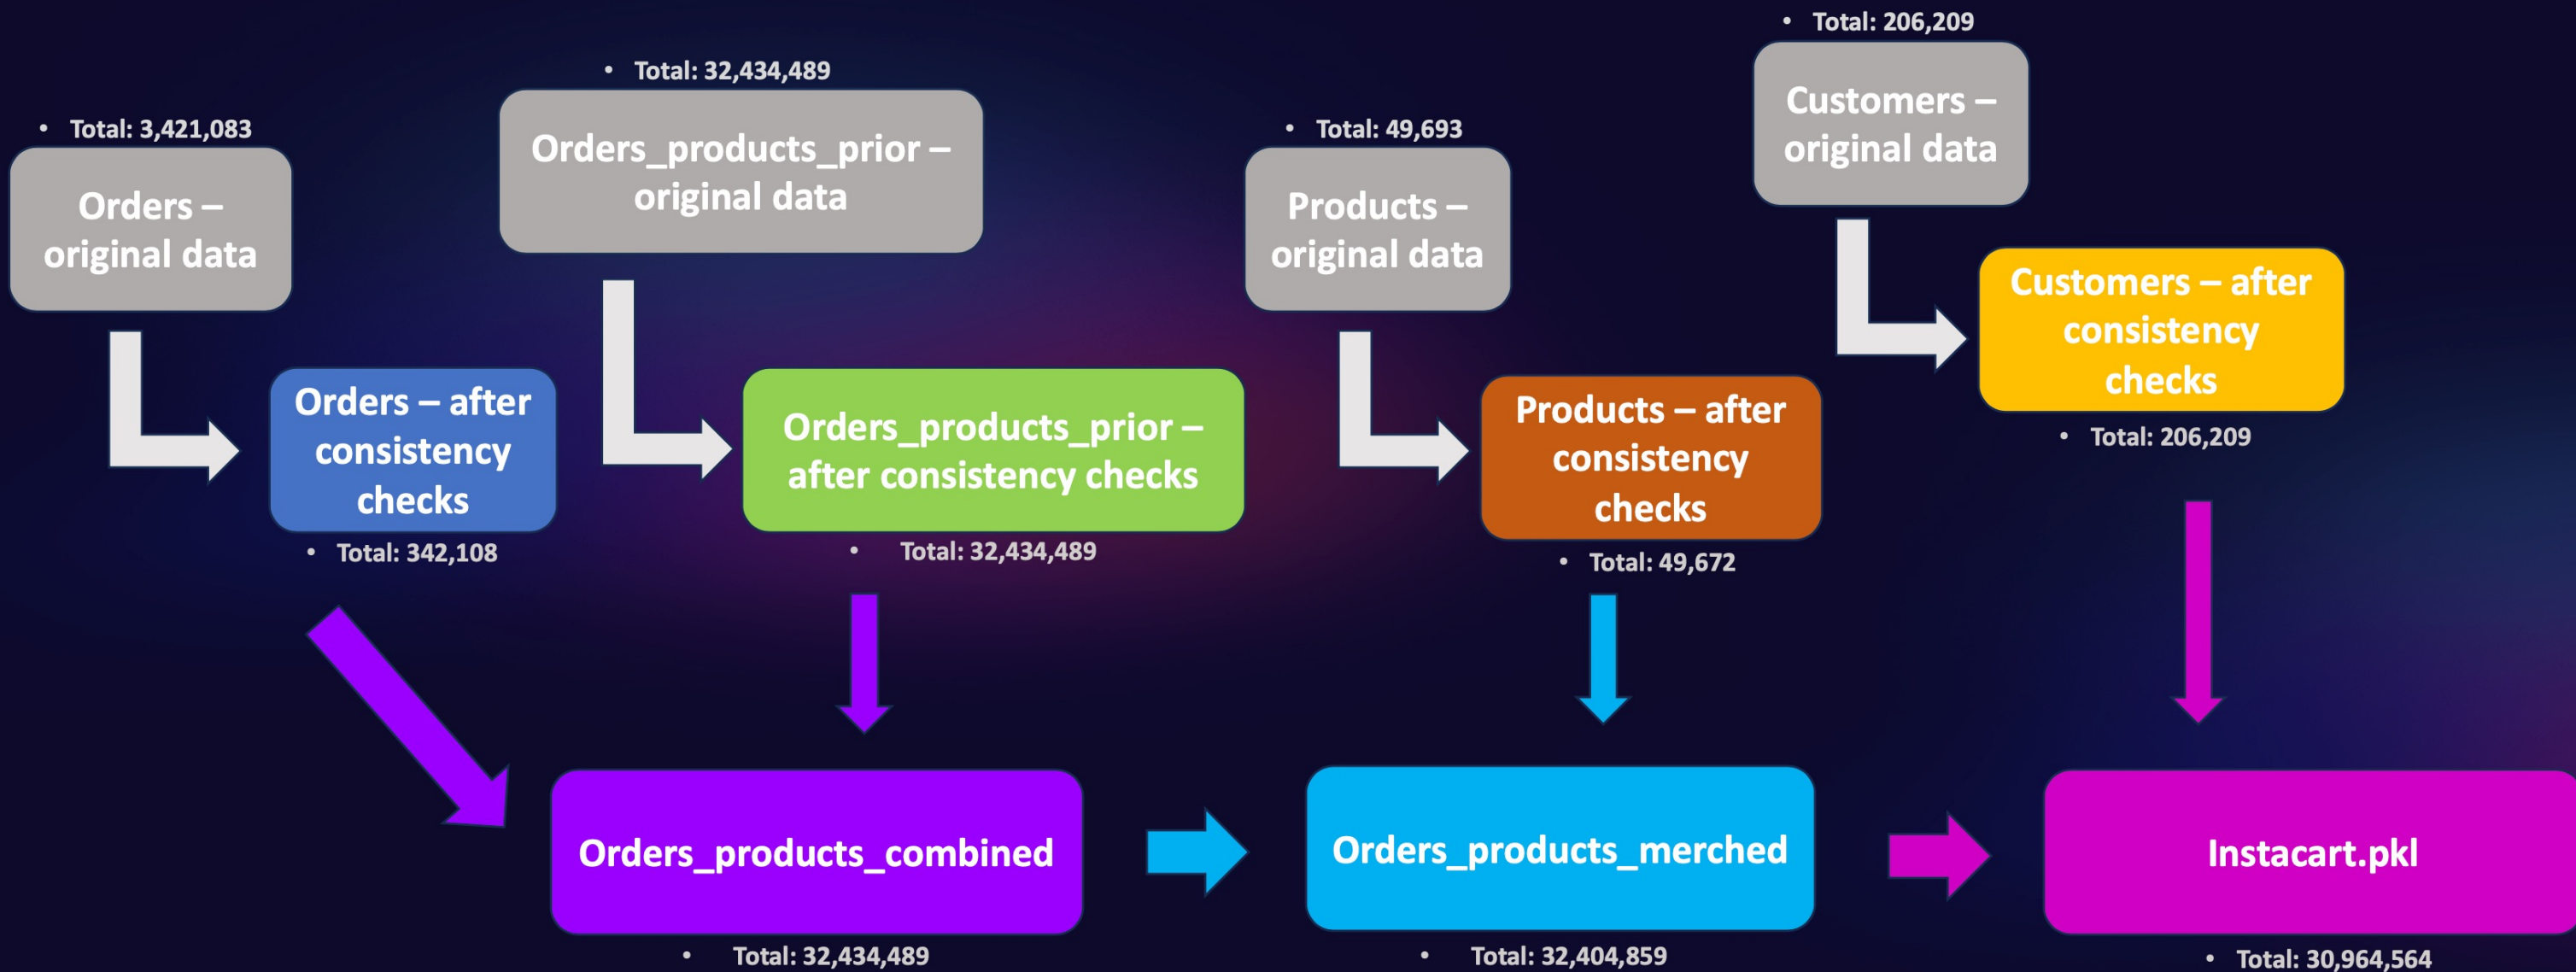 • Total: 3,421,083
Orders –
original data
• Total: 32,434,489
Orders_products_prior –
original data
• Total: 49,693
Products –
original data
• Total: 206,209
Customers –
original data
Orders – after
consistency
checks
• Total: 342,108
Orders_products_prior –
after consistency checks
• Total: 32,434,489
Products – after
consistency
checks
• Total: 49,672
Customers – after
consistency
checks
• Total: 206,209
Orders_products_combined
• Total: 32,434,489
Orders_products_merched
• Total: 32,404,859
Instacart.pkl
• Total: 30,964,564